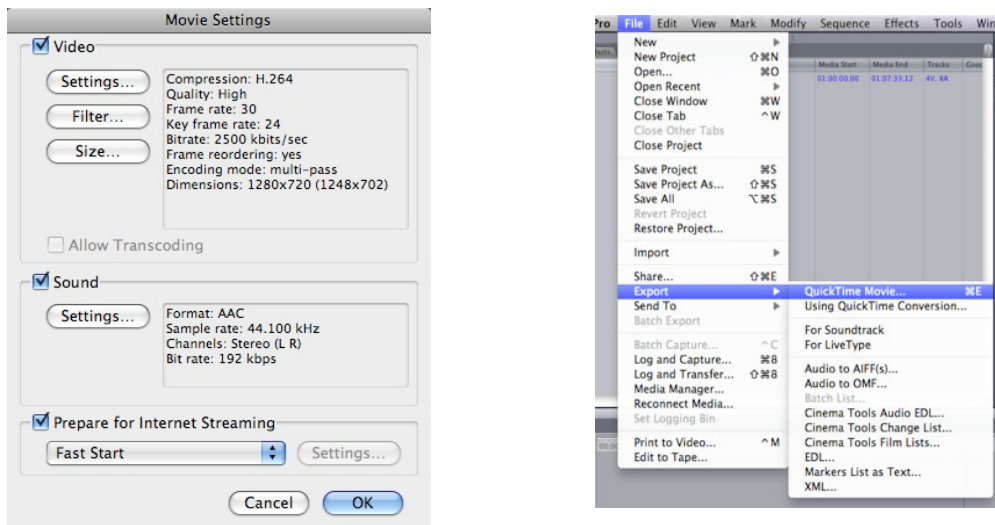 Movie Settings
Video
Settings...
Filter...
Size...
Compression: H.264
Quality: High
Frame rate: 30
Key frame rate: 24
Bitrate: 2500 kbits/sec
Frame reordering: yes
Encoding mode: multi-pass
Dimensions: 1280x720 (1248x702)
Allow Transcoding
Sound
Settings...
Format: AAC
Sample rate: 44.100 kHz
Channels: Stereo (L R)
Bit rate: 192 kbps
Prepare for Internet Streaming
Fast Start
Settings...
Cancel
OK
Pro File Edit View Mark Modify Sequence Effects Tools Win
New
New Project ⇧⌘N
Open... ⌘O
Open Recent
Close Window ⌘W
Close Tab ^W
Close Other Tabs
Close Project
Save Project ⌘S
Save Project As... ⇧⌘S
Save All ⌥⌘S
Revert Project
Restore Project...
Import
Share... ⇧⌘E
Export
Send To
Batch Export
Batch Capture... ^C
Log and Capture... ⌘8
Log and Transfer... ⇧⌘8
Media Manager...
Reconnect Media...
Set Logging Bin
Print to Video... ^M
Edit to Tape...
Media Start Media End Tracks
01:00:00;00 01:07:33;12 4V, 8A
QuickTime Movie... ⌘E
Using QuickTime Conversion...
For Soundtrack
For LiveType
Audio to AIFF(s)...
Audio to OMF...
Batch List...
Cinema Tools Audio EDL...
Cinema Tools Change List...
Cinema Tools Film Lists...
EDL...
Markers List as Text...
XML...